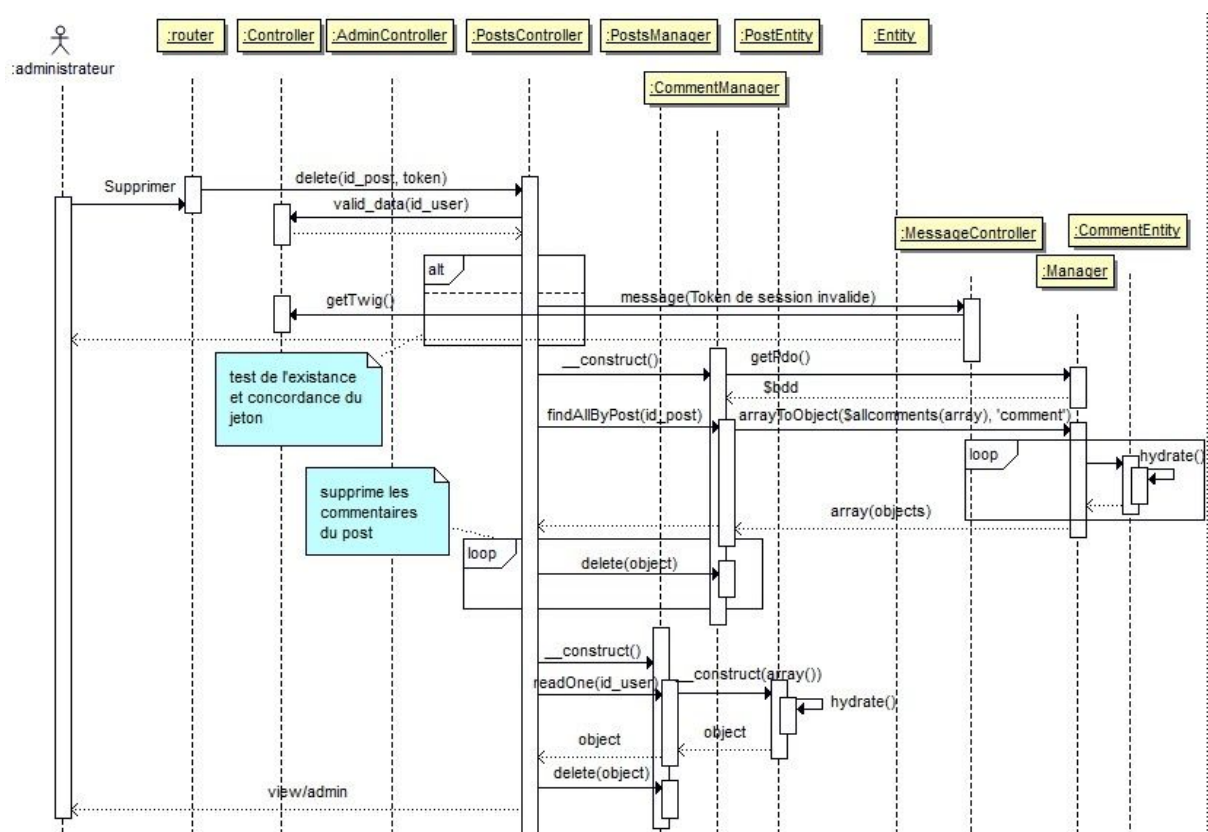 :administrateur
:router
:Controller
:AdminController
:PostsController
:PostsManager
:PostEntity
:Entity
:CommentManager
Supprimer
delete(id_post, token)
valid_data(id_user)
:MessageController
:CommentEntity
:Manager
alt
getTwig()
message(Token de session invalide)
test de l'existance
et concordance du
jeton
__construct()
getPdo()
$bdd
findAllByPost(id_post)
arrayToObject($allcomments(array), 'comment')
loop
hydrate()
supprime les
commentaires
du post
array(objects)
loop
delete(object)
__construct()
readOne(id_user)
__construct(array())
hydrate()
object
object
delete(object)
view/admin